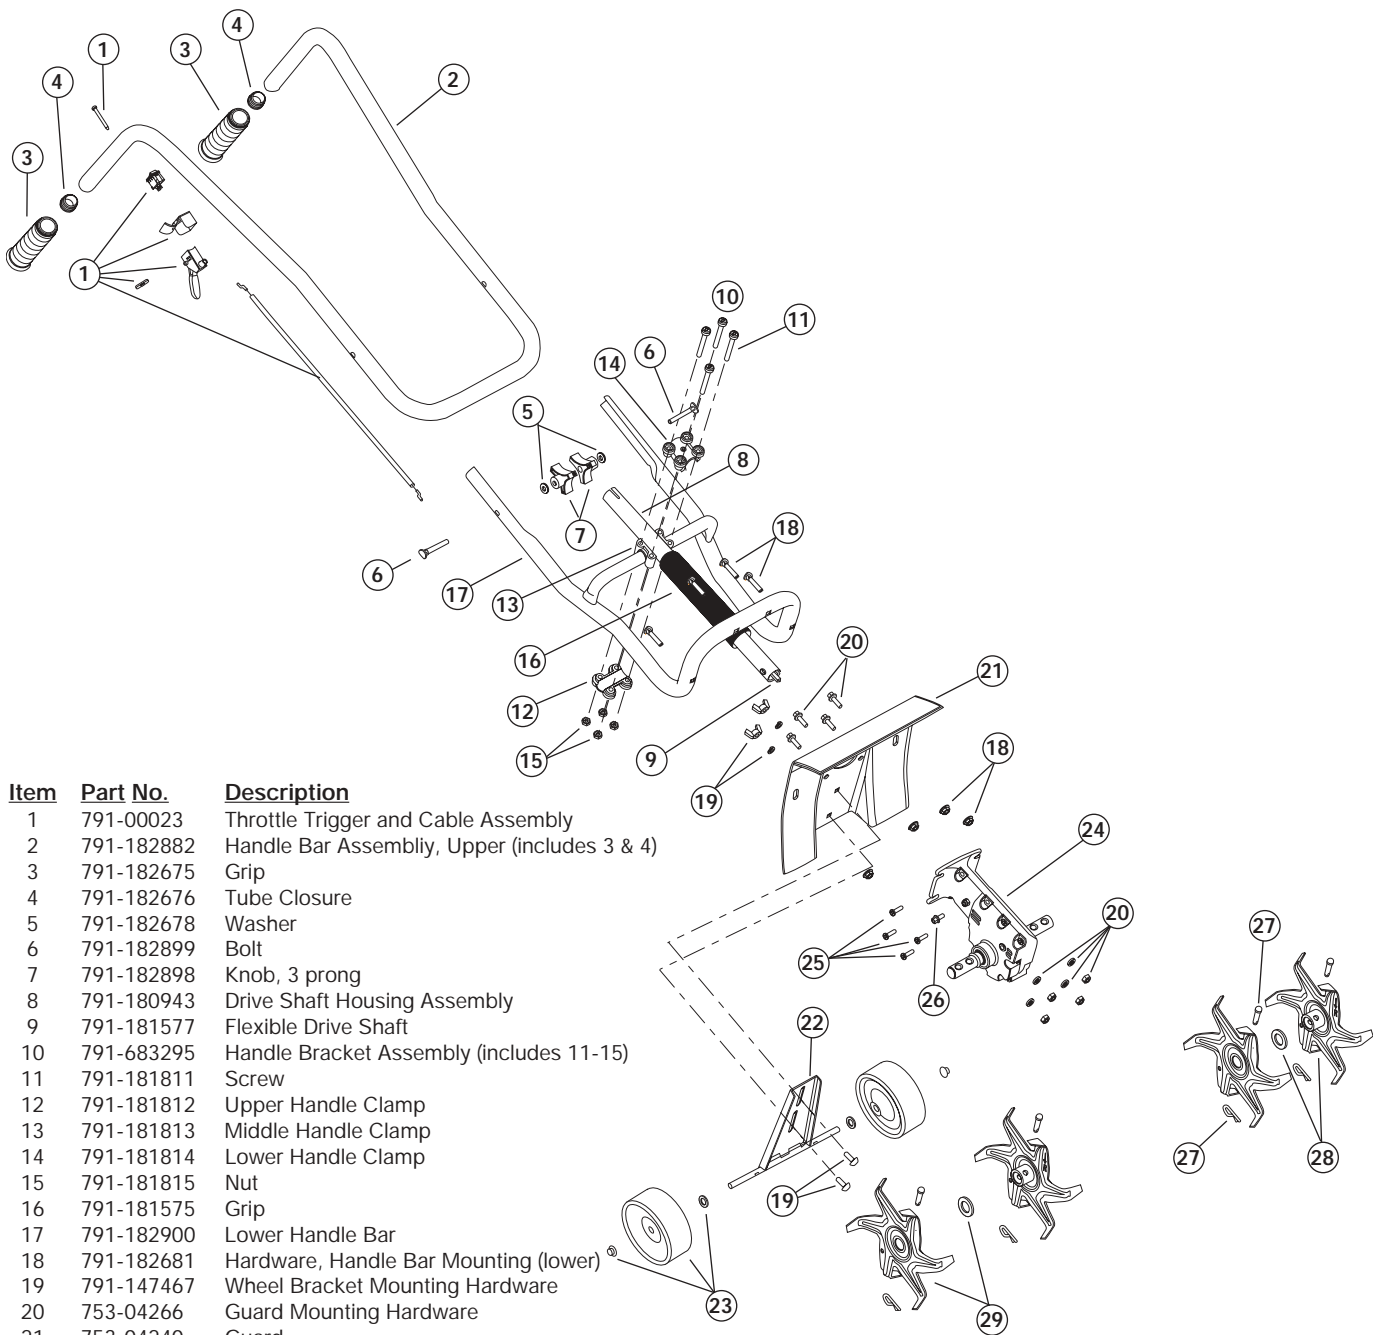 4
1
3
4
2
3
1
10
11
14
6
5
8
7
18
6
17
13
16
20
12
21
15
9
19
18
24
20
27
25
26
22
27
28
19
23
29
Item Part No. Description
1 791-00023 Throttle Trigger and Cable Assembly
2 791-182882 Handle Bar Assembliy, Upper (includes 3 & 4)
3 791-182675 Grip
4 791-182676 Tube Closure
5 791-182678 Washer
6 791-182899 Bolt
7 791-182898 Knob, 3 prong
8 791-180943 Drive Shaft Housing Assembly
9 791-181577 Flexible Drive Shaft
10 791-683295 Handle Bracket Assembly (includes 11-15)
11 791-181811 Screw
12 791-181812 Upper Handle Clamp
13 791-181813 Middle Handle Clamp
14 791-181814 Lower Handle Clamp
15 791-181815 Nut
16 791-181575 Grip
17 791-182900 Lower Handle Bar
18 791-182681 Hardware, Handle Bar Mounting (lower)
19 791-147467 Wheel Bracket Mounting Hardware
20 753-04266 Guard Mounting Hardware
21 Guard